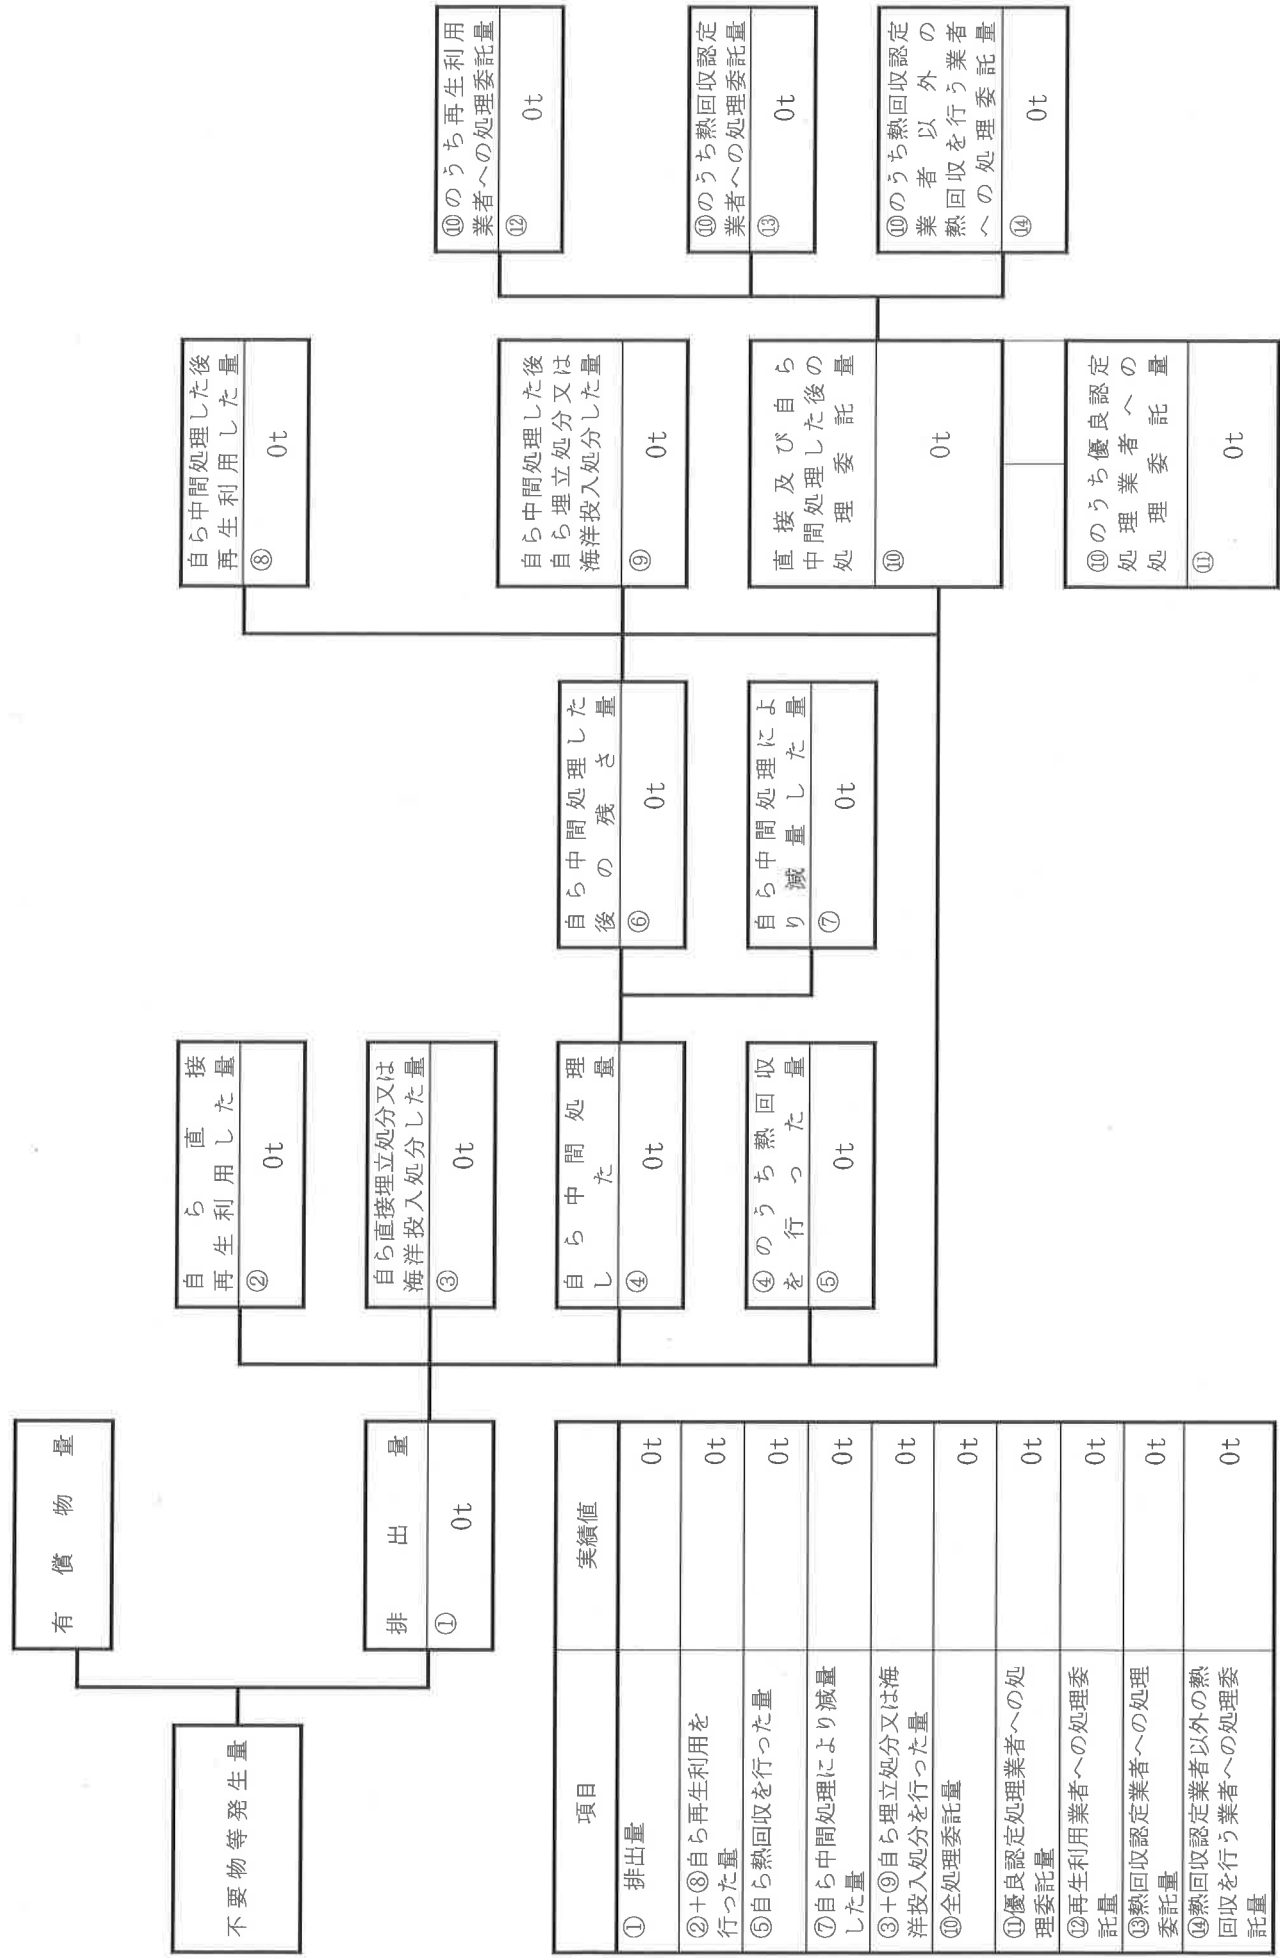 不要物等発生量
有償物量
排出量
①
0t
自ら直接
再生利用した量
②
0t
自ら直接埋立処分又は
海洋投入処分した量
③
0t
自ら中間処理
した量
④
0t
④のうち熱回収
を行った量
⑤
0t
自ら中間処理した
後の残さ量
⑥
0t
自ら中間処理によ
り減量した量
⑦
0t
自ら中間処理した後
再生利用した量
⑧
0t
自ら中間処理した後
自ら埋立処分又は
海洋投入処分した量
⑨
0t
直接及び自ら
中間処理した後の
処理委託量
⑩
0t
⑩のうち優良認定
処理業者への
処理委託量
⑪
0t
⑩のうち再生利用
業者への処理委託量
⑫
0t
⑩のうち熱回収認定
業者への処理委託量
⑬
0t
⑩のうち熱回収認定
業者以外の
熱回収を行う業者
への処理委託量
⑭
0t
項目 実績値
① 排出量 0t
②+⑧自ら再生利用を
行った量 0t
⑤自ら熱回収を行った量 0t
⑦自ら中間処理により減量
した量 0t
③+⑨自ら埋立処分又は海
洋投入処分を行った量 0t
⑩全処理委託量 0t
⑪優良認定処理業者への処
理委託量 0t
⑫再生利用業者への処理委
託量 0t
⑬熱回収認定業者への処理
委託量 0t
⑭熱回収認定業者以外の熱
回収を行う業者への処理委
託量 0t